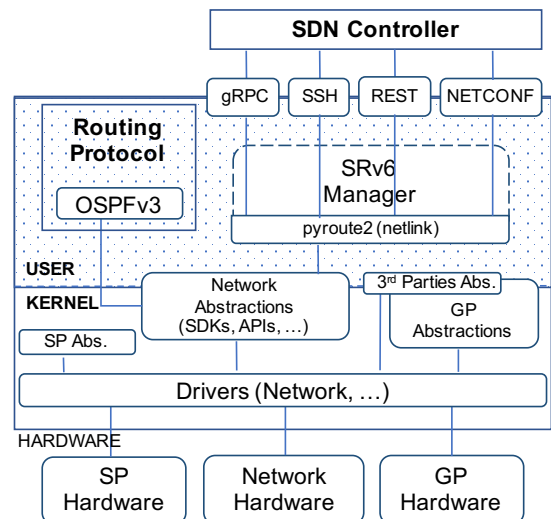 SDN Controller
gRPC
SSH
REST
NETCONF
Routing
Protocol
OSPFv3
SRv6
Manager
pyroute2 (netlink)
USER
KERNEL
Network
Abstractions
(SDKs, APIs, …)
3rd Parties Abs.
GP
Abstractions
SP Abs.
Drivers (Network, …)
HARDWARE
SP
Hardware
Network
Hardware
GP
Hardware